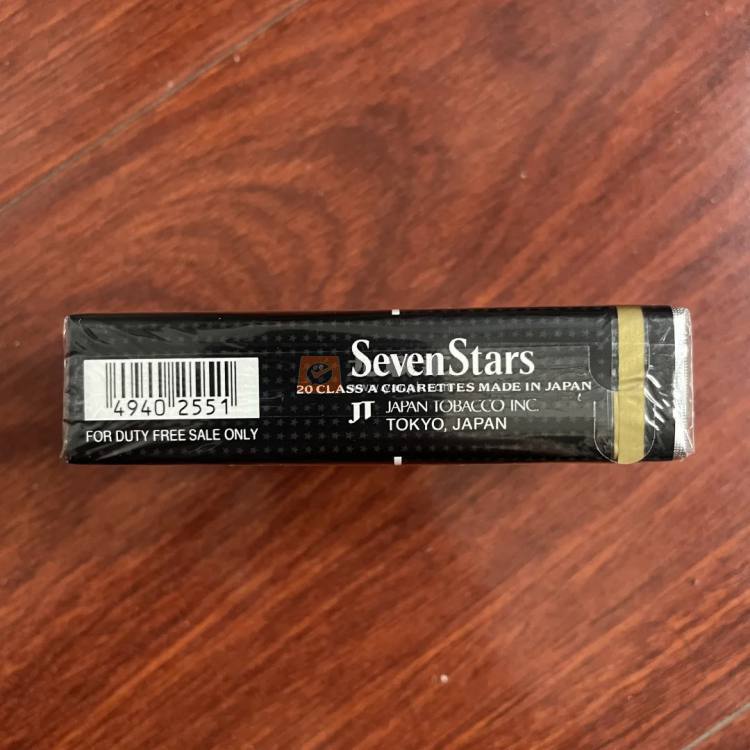 SevenStars
20 CLASS A CIGARETTES MADE IN JAPAN
JT JAPAN TOBACCO INC.
TOKYO, JAPAN
4940 2551
FOR DUTY FREE SALE ONLY